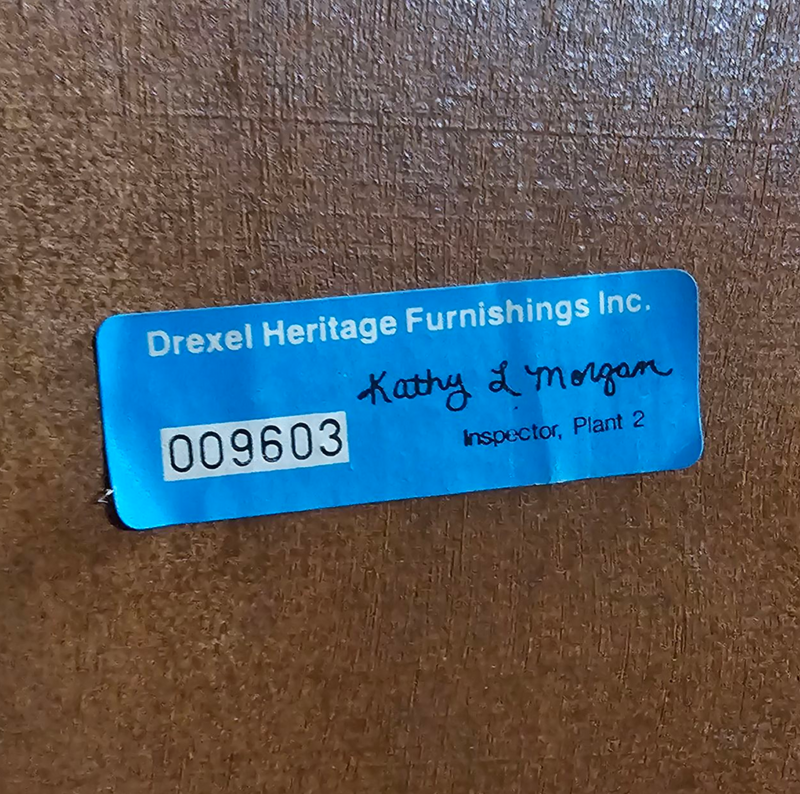 Drexel Heritage Furnishings Inc.
Kathy L Morgan
009603
Inspector, Plant 2